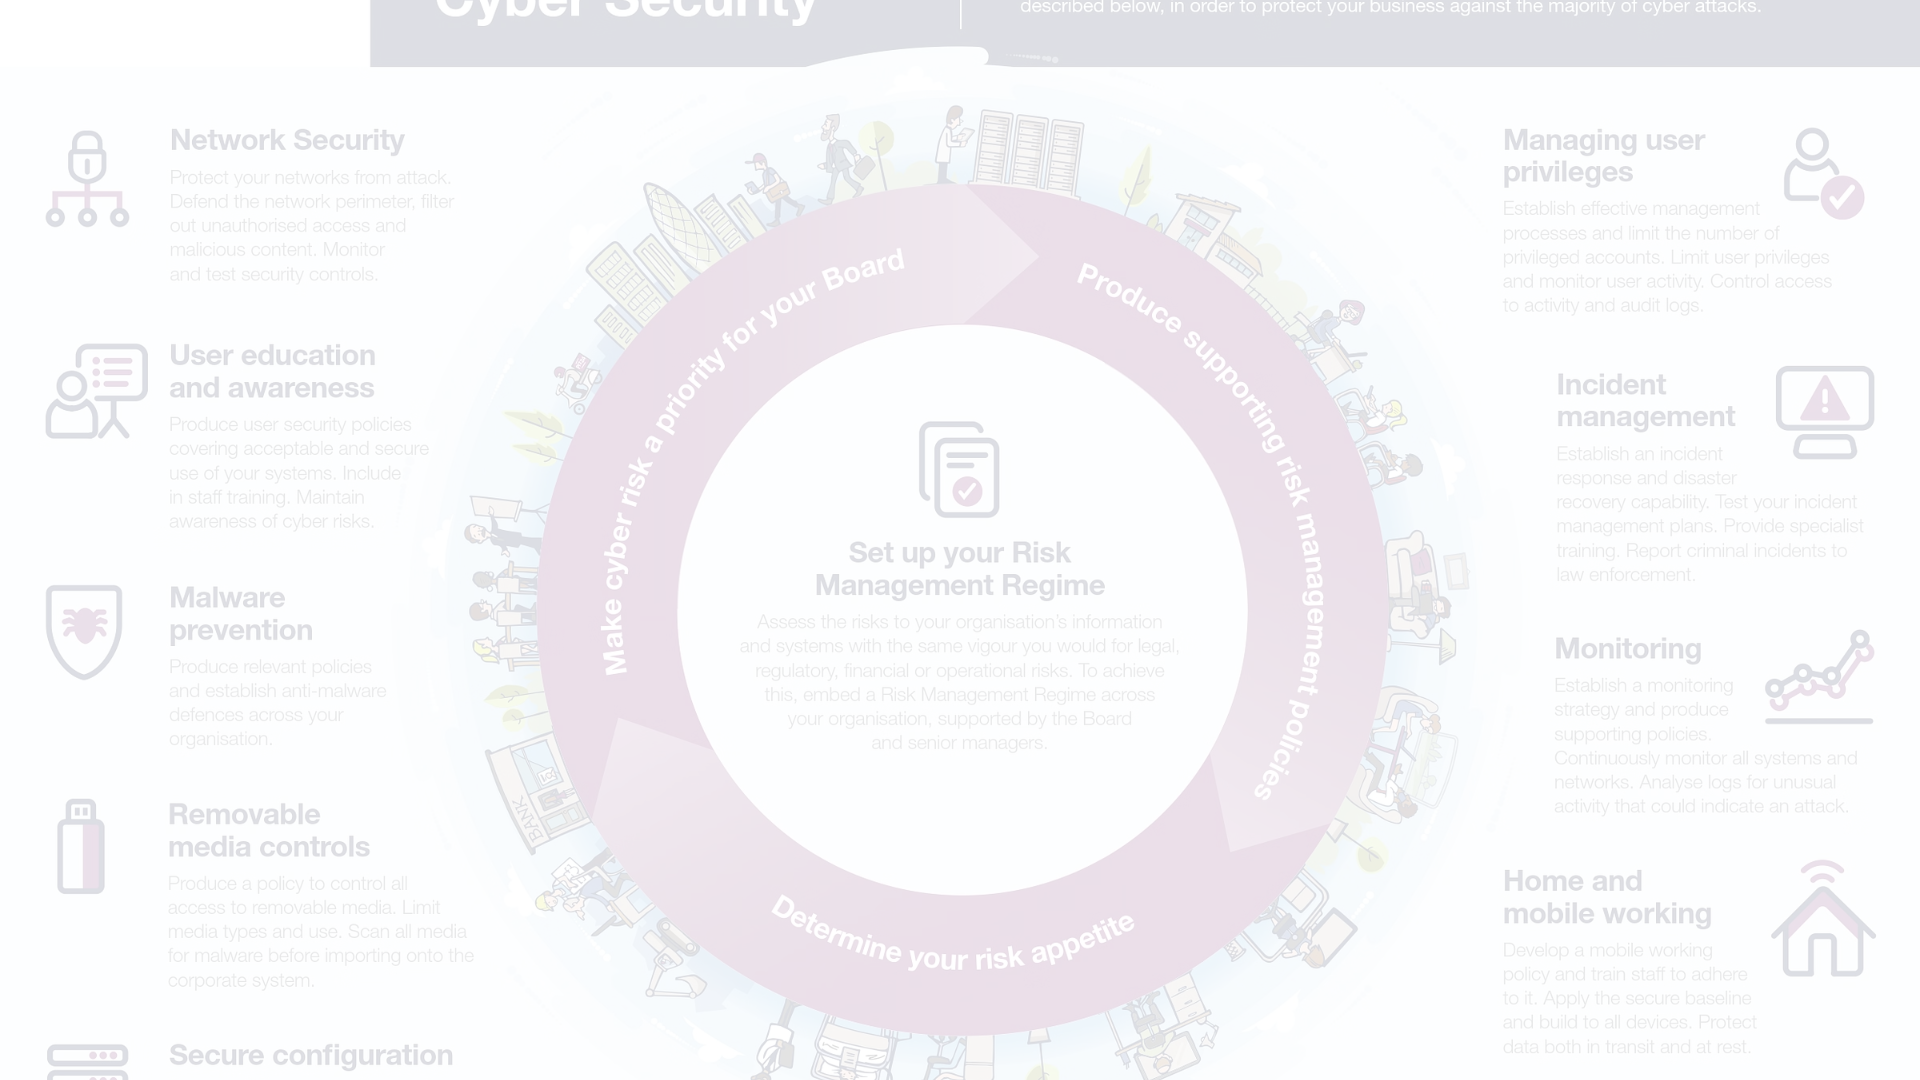 Cyber Security
described below, in order to protect your business against the majority of cyber attacks.
Network Security
Protect your networks from attack.
Defend the network perimeter, filter
out unauthorised access and
malicious content. Monitor
and test security controls.
User education
and awareness
Produce user security policies
covering acceptable and secure
use of your systems. Include
in staff training. Maintain
awareness of cyber risks.
Malware
prevention
Produce relevant policies
and establish anti-malware
defences across your
organisation.
Removable
media controls
Produce a policy to control all
access to removable media. Limit
media types and use. Scan all media
for malware before importing onto the
corporate system.
Secure configuration
Make cyber risk a priority for your Board
Produce supporting risk management policies
Determine your risk appetite
BANK
Set up your Risk
Management Regime
Assess the risks to your organisation's information
and systems with the same vigour you would for legal,
regulatory, financial or operational risks. To achieve
this, embed a Risk Management Regime across
your organisation, supported by the Board
and senior managers.
Managing user
privileges
Establish effective management
processes and limit the number of
privileged accounts. Limit user privileges
and monitor user activity. Control access
to activity and audit logs.
Incident
management
Establish an incident
response and disaster
recovery capability. Test your incident
management plans. Provide specialist
training. Report criminal incidents to
law enforcement.
Monitoring
Establish a monitoring
strategy and produce
supporting policies.
Continuously monitor all systems and
networks. Analyse logs for unusual
activity that could indicate an attack.
Home and
mobile working
Develop a mobile working
policy and train staff to adhere
to it. Apply the secure baseline
and build to all devices. Protect
data both in transit and at rest.